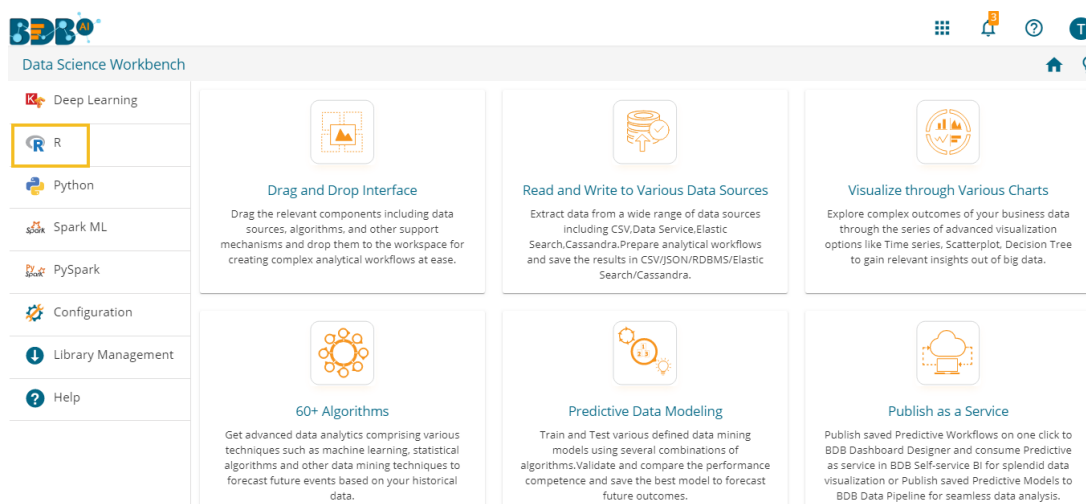 BDB AI
3
T
Data Science Workbench
Deep Learning
R
Python
Spark ML
PySpark
Configuration
Library Management
Help
Drag and Drop Interface
Drag the relevant components including data
sources, algorithms, and other support
mechanisms and drop them to the workspace for
creating complex analytical workflows at ease.
Read and Write to Various Data Sources
Extract data from a wide range of data sources
including CSV,Data Service,Elastic
Search,Cassandra.Prepare analytical workflows
and save the results in CSV/JSON/RDBMS/Elastic
Search/Cassandra.
Visualize through Various Charts
Explore complex outcomes of your business data
through the series of advanced visualization
options like Time series, Scatterplot, Decision Tree
to gain relevant insights out of big data.
60+ Algorithms
Get advanced data analytics comprising various
techniques such as machine learning, statistical
algorithms and other data mining techniques to
forecast future events based on your historical
data.
Predictive Data Modeling
Train and Test various defined data mining
models using several combinations of
algorithms.Validate and compare the performance
competence and save the best model to forecast
future outcomes.
Publish as a Service
Publish saved Predictive Workflows on one click to
BDB Dashboard Designer and consume Predictive
as service in BDB Self-service BI for splendid data
visualization or Publish saved Predictive Models to
BDB Data Pipeline for seamless data analysis.